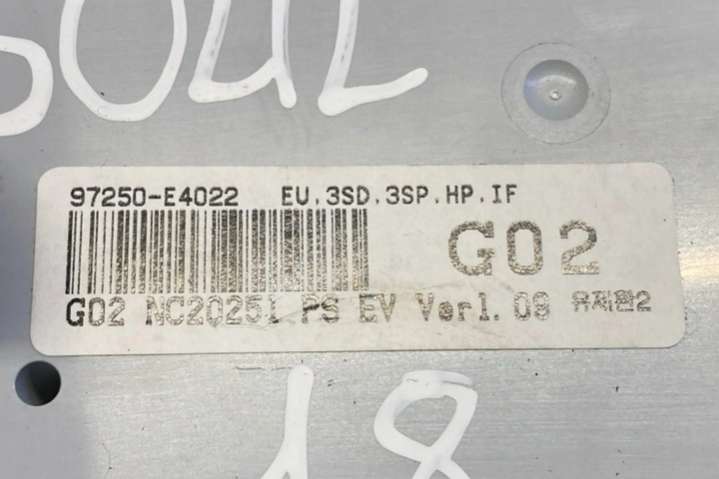 SOUL
97250-E4022 EU.3SD.3SP.HP.IF
G02
G02 NC20251 PS EV Ver1.09 유재환2
18